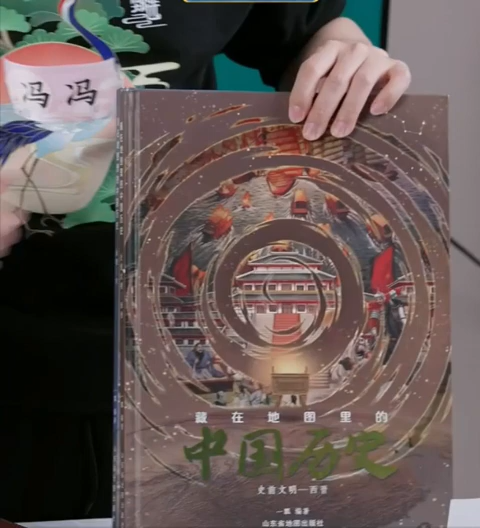 冯冯
藏在地图里的
中国历史
史前文明—西晋
一瓢 编著
山东省地图出版社